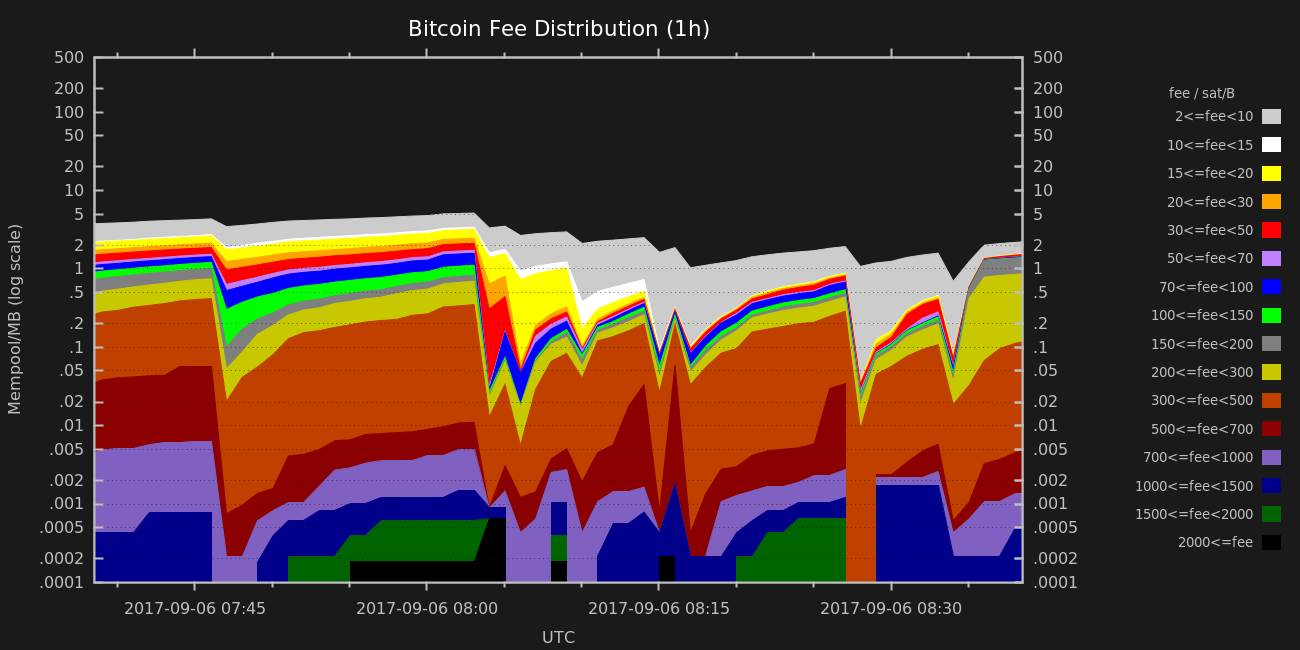 Bitcoin Fee Distribution (1h)
500
200
100
50
20
10
5
2
1
.5
.2
.1
.05
.02
.01
.005
.002
.001
.0005
.0002
.0001
Mempool/MB (log scale)
500
200
100
50
20
10
5
2
1
.5
.2
.1
.05
.02
.01
.005
.002
.001
.0005
.0002
.0001
2017-09-06 07:45
2017-09-06 08:00
2017-09-06 08:15
2017-09-06 08:30
UTC
fee / sat/B
2<=fee<10
10<=fee<15
15<=fee<20
20<=fee<30
30<=fee<50
50<=fee<70
70<=fee<100
100<=fee<150
150<=fee<200
200<=fee<300
300<=fee<500
500<=fee<700
700<=fee<1000
1000<=fee<1500
1500<=fee<2000
2000<=fee